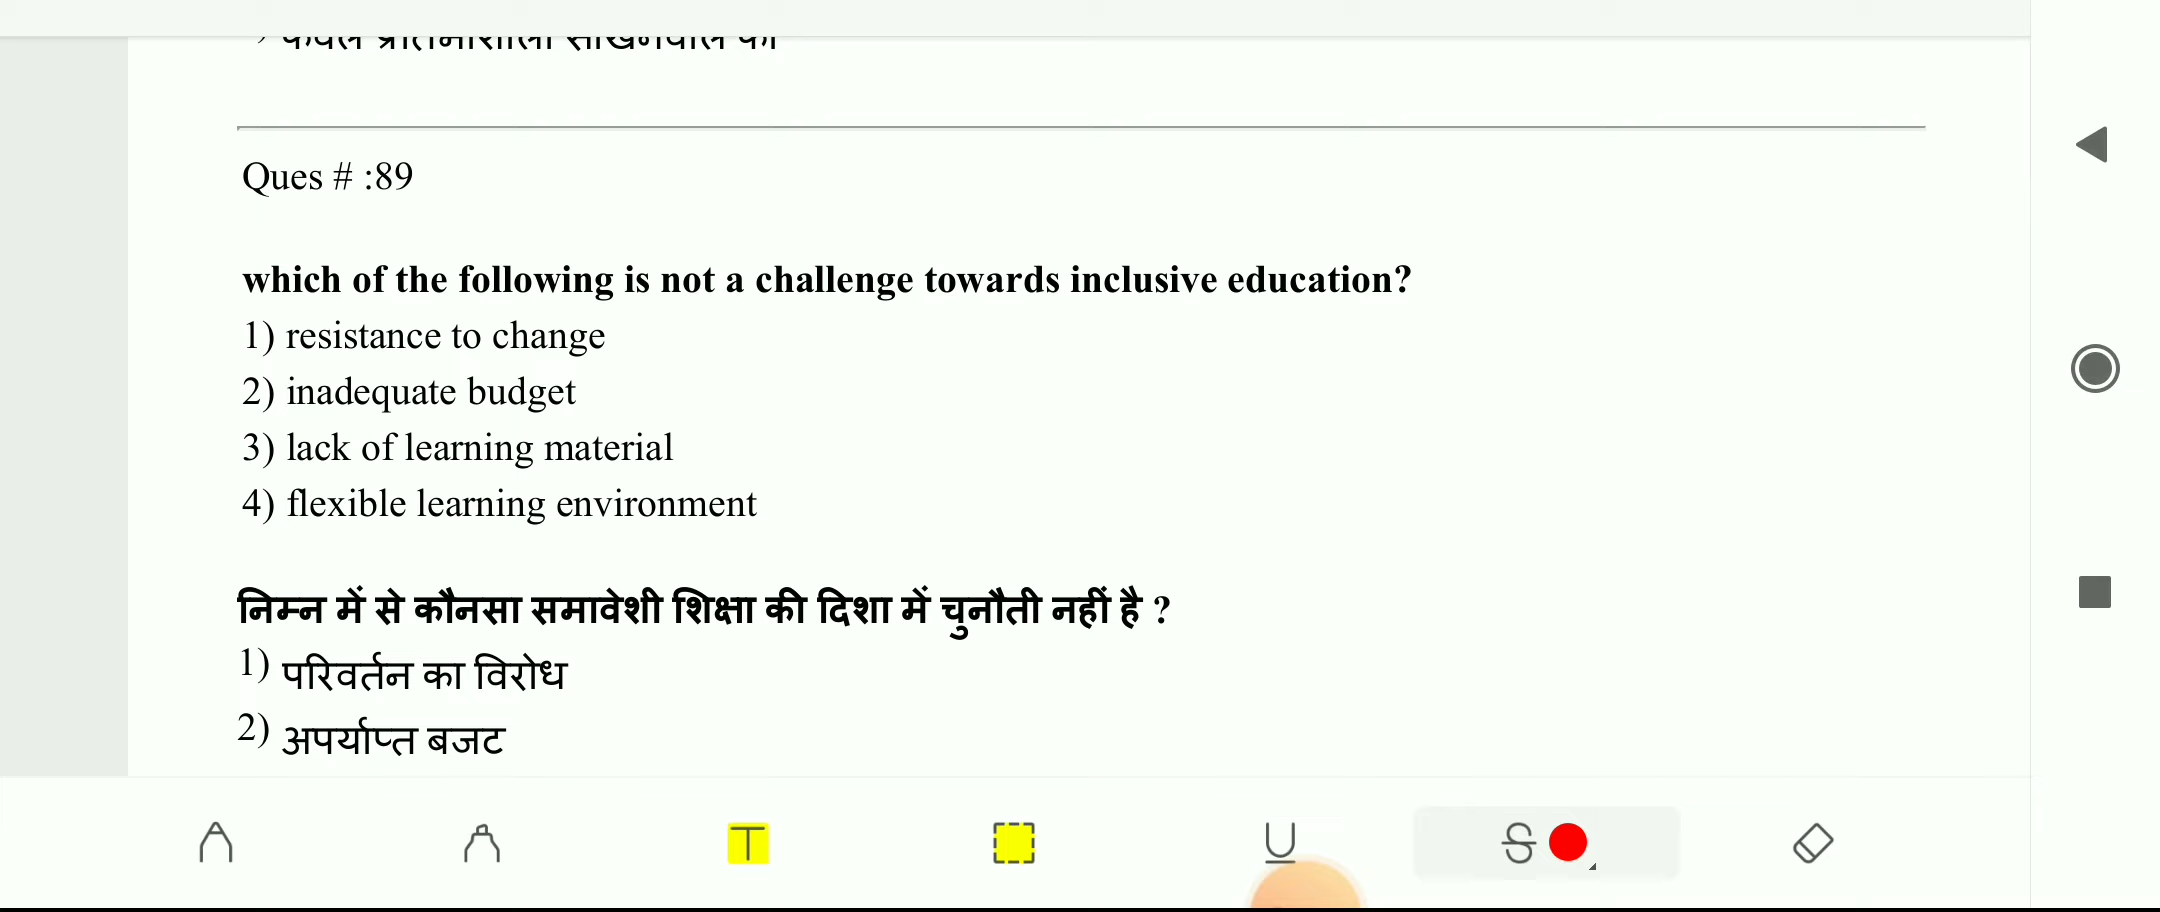 Ques # :89
which of the following is not a challenge towards inclusive education?
1) resistance to change
2) inadequate budget
3) lack of learning material
4) flexible learning environment
निम्न में से कौनसा समावेशी शिक्षा की दिशा में चुनौती नहीं है ?
1) परिवर्तन का विरोध
2) अपर्याप्त बजट